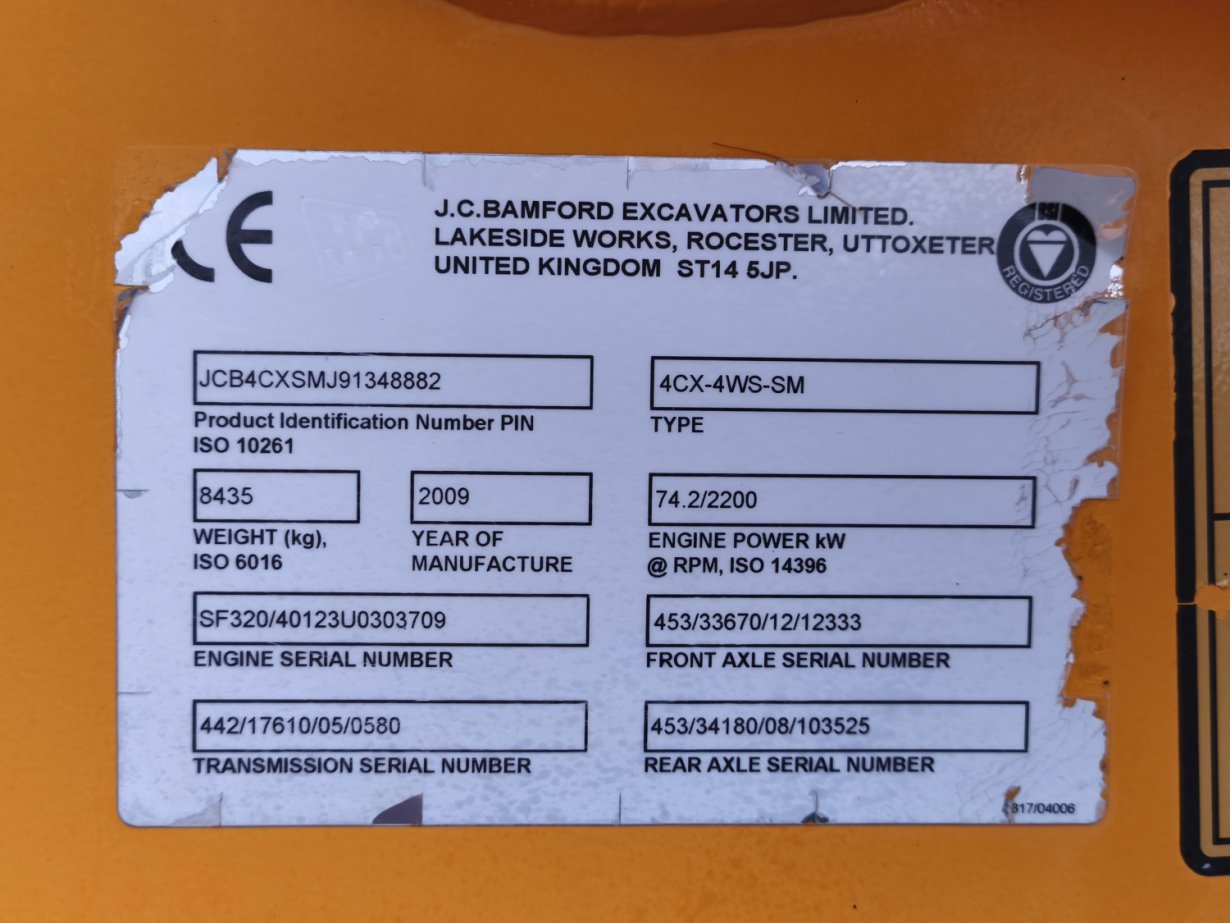 CE
J.C.BAMFORD EXCAVATORS LIMITED.
LAKESIDE WORKS, ROCESTER, UTTOXETER,
UNITED KINGDOM ST14 5JP.
BSI
REGISTERED
JCB4CXSMJ91348882
Product Identification Number PIN
ISO 10261
4CX-4WS-SM
TYPE
8435
WEIGHT (kg),
ISO 6016
2009
YEAR OF
MANUFACTURE
74.2/2200
ENGINE POWER kW
@ RPM, ISO 14396
SF320/40123U0303709
ENGINE SERIAL NUMBER
453/33670/12/12333
FRONT AXLE SERIAL NUMBER
442/17610/05/0580
TRANSMISSION SERIAL NUMBER
453/34180/08/103525
REAR AXLE SERIAL NUMBER
817/04006